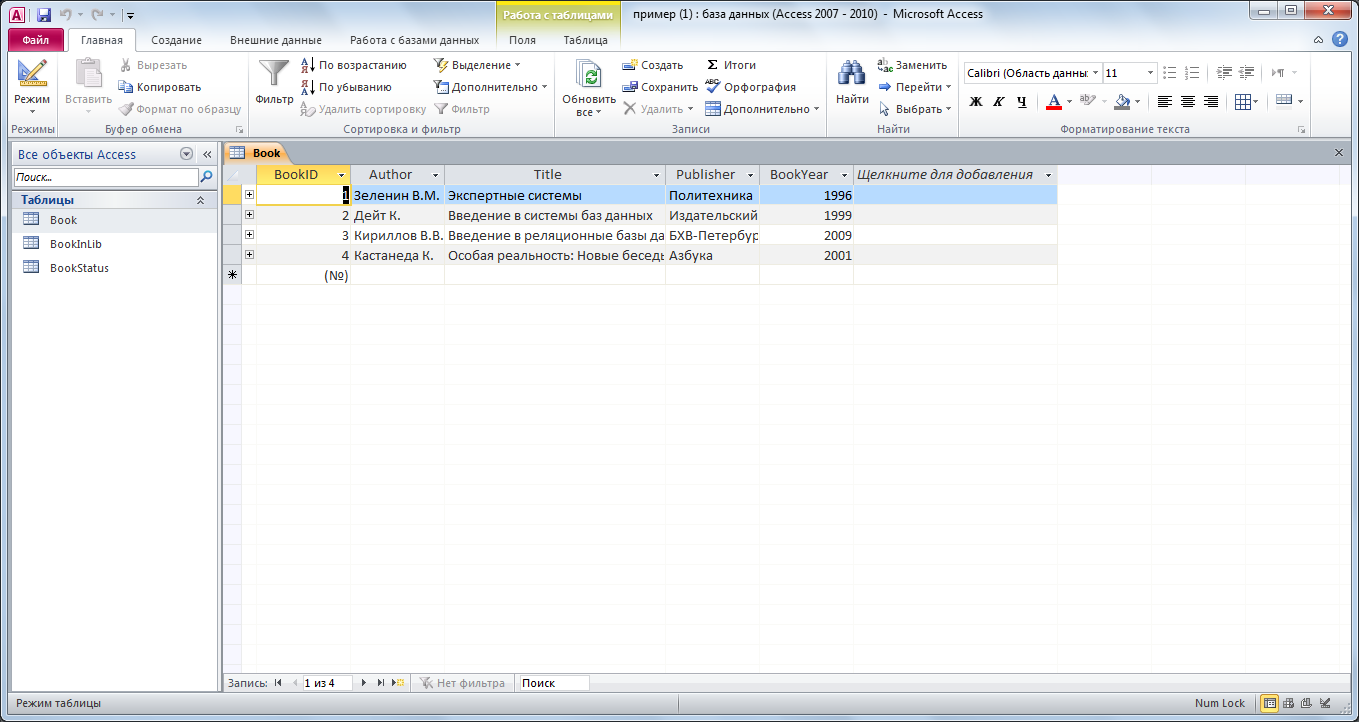 Работа с таблицами
пример (1) : база данных (Access 2007 - 2010) - Microsoft Access
Файл Главная Создание Внешние данные Работа с базами данных Поля Таблица
Режим
Режимы
Вставить
Вырезать
Копировать
Формат по образцу
Буфер обмена
Фильтр
По возрастанию
По убыванию
Удалить сортировку
Выделение
Дополнительно
Фильтр
Сортировка и фильтр
Обновить
все
Создать
Сохранить
Удалить
Итоги
Орфография
Дополнительно
Записи
Найти
Заменить
Перейти
Выбрать
Найти
Calibri (Область данны: 11
Ж К Ч
Форматирование текста
Все объекты Access
Поиск...
Таблицы
Book
BookInLib
BookStatus
Book
BookID Author Title Publisher BookYear Щелкните для добавления
1 Зеленин В.М. Экспертные системы Политехника 1996
2 Дейт К. Введение в системы баз данных Издательский 1999
3 Кириллов В.В. Введение в реляционные базы да БХВ-Петербур 2009
4 Кастанеда К. Особая реальность: Новые беседы Азбука 2001
(№)
Запись: 1 из 4 Нет фильтра Поиск
Режим таблицы
Num Lock